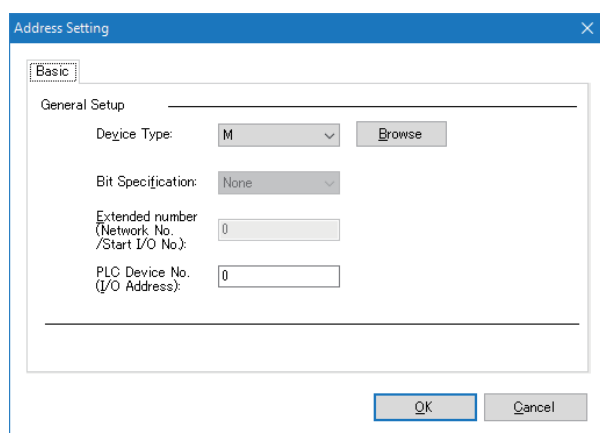 Address Setting
Basic
General Setup
Device Type:
M
Browse
Bit Specification:
None
Extended number
(Network No.
/Start I/O No.):
0
PLC Device No.
(I/O Address):
0
OK
Cancel